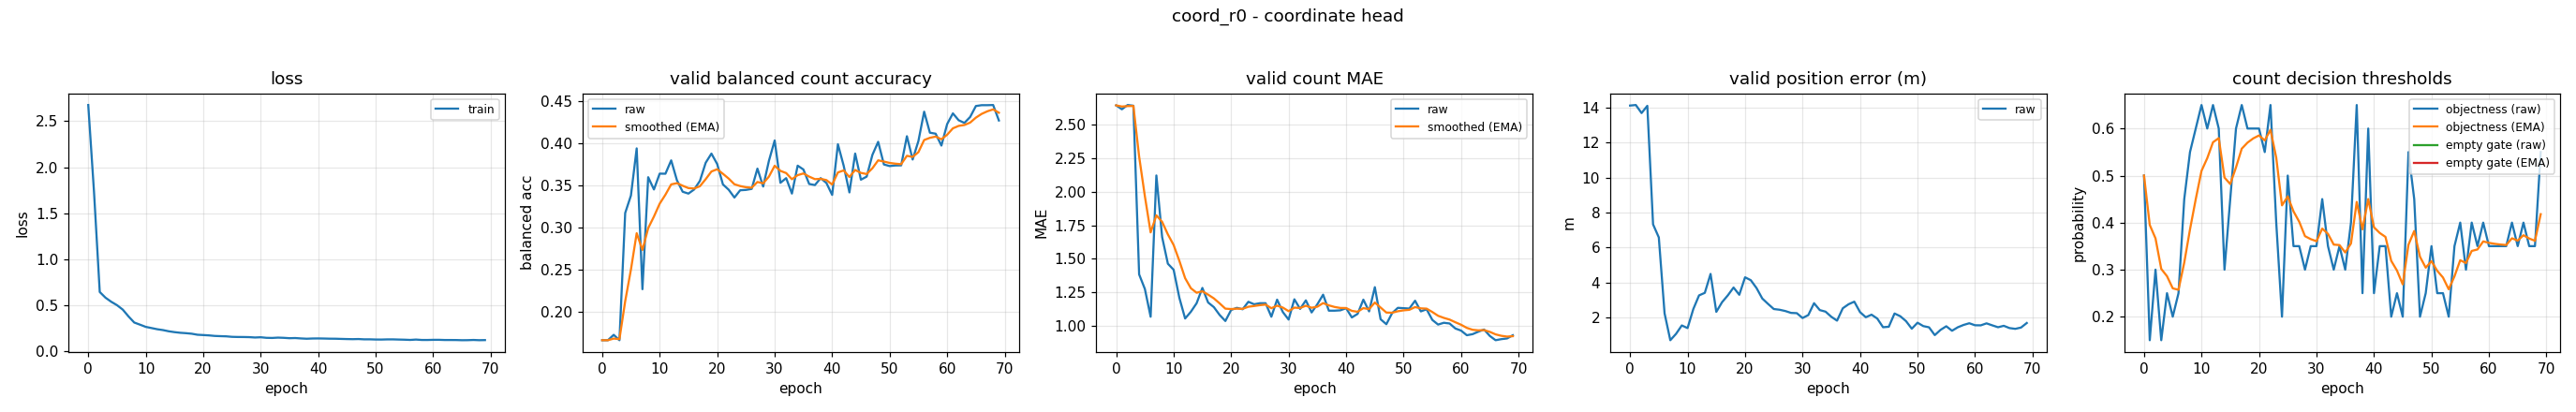 coord_r0 - coordinate head
loss
train
2.5
2.0
1.5
1.0
0.5
0.0
loss
0 10 20 30 40 50 60 70
epoch
valid balanced count accuracy
raw
smoothed (EMA)
0.45
0.40
0.35
0.30
0.25
0.20
balanced acc
0 10 20 30 40 50 60 70
epoch
valid count MAE
raw
smoothed (EMA)
2.50
2.25
2.00
1.75
1.50
1.25
1.00
MAE
0 10 20 30 40 50 60 70
epoch
valid position error (m)
raw
14
12
10
8
6
4
2
m
0 10 20 30 40 50 60 70
epoch
count decision thresholds
objectness (raw)
objectness (EMA)
empty gate (raw)
empty gate (EMA)
0.6
0.5
0.4
0.3
0.2
probability
0 10 20 30 40 50 60 70
epoch